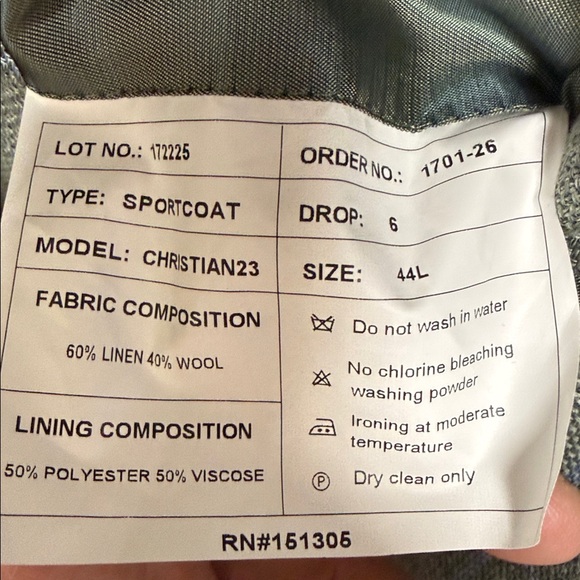 LOT NO.: 172225
ORDER NO.: 1701-26
TYPE: SPORTCOAT
DROP: 6
MODEL: CHRISTIAN23
SIZE: 44L
FABRIC COMPOSITION
60% LINEN 40% WOOL
LINING COMPOSITION
50% POLYESTER 50% VISCOSE
Do not wash in water
No chlorine bleaching
washing powder
Ironing at moderate
temperature
P Dry clean only
RN#151305